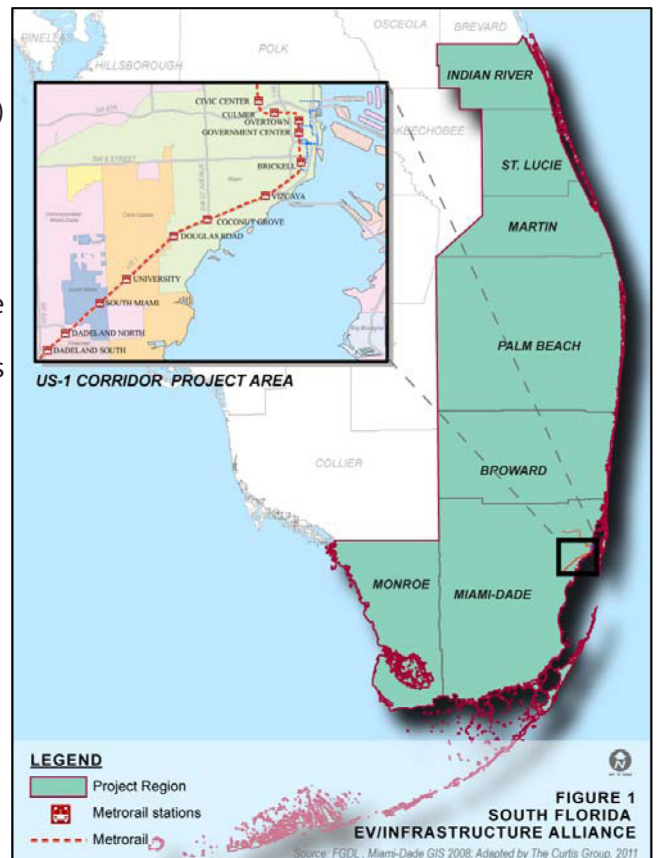 OSCEOLA
BREVARD
PINELLAS
HILLSBOROUGH
POLK
INDIAN RIVER
CIVIC CENTER
CULMER
OVERTOWN
GOVERNMENT CENTER
SW 8 STREET
BRICKELL
VIZCAYA
COCONUT GROVE
DOUGLAS ROAD
UNIVERSITY
SOUTH MIAMI
DADELAND NORTH
DADELAND SOUTH
ST. LUCIE
MARTIN
PALM BEACH
US-1 CORRIDOR PROJECT AREA
BROWARD
COLLIER
MONROE
MIAMI-DADE
LEGEND
Project Region
Metrorail stations
Metrorail
N
FIGURE 1
SOUTH FLORIDA
EV/INFRASTRUCTURE ALLIANCE
Source: FGDL, Miami-Dade GIS 2008; Adapted by The Curtis Group, 2011
)
e
s